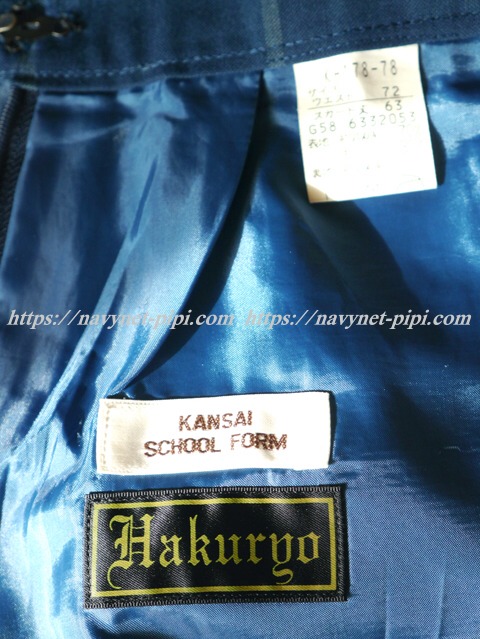 78-78
サイズ
ウエスト 72
スカート丈 63
G58 6332053
https://navynet-pipi.com https://navynet-pipi.com
KANSAI
SCHOOL FORM
Hakuryo